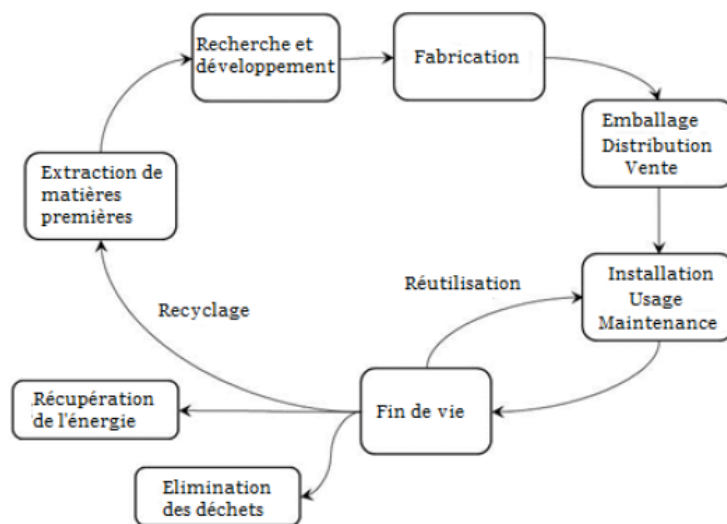 Recherche et
développement
Fabrication
Emballage
Distribution
Vente
Extraction de
matières
premières
Installation
Usage
Maintenance
Réutilisation
Recyclage
Fin de vie
Récupération
de l'énergie
Elimination
des déchets